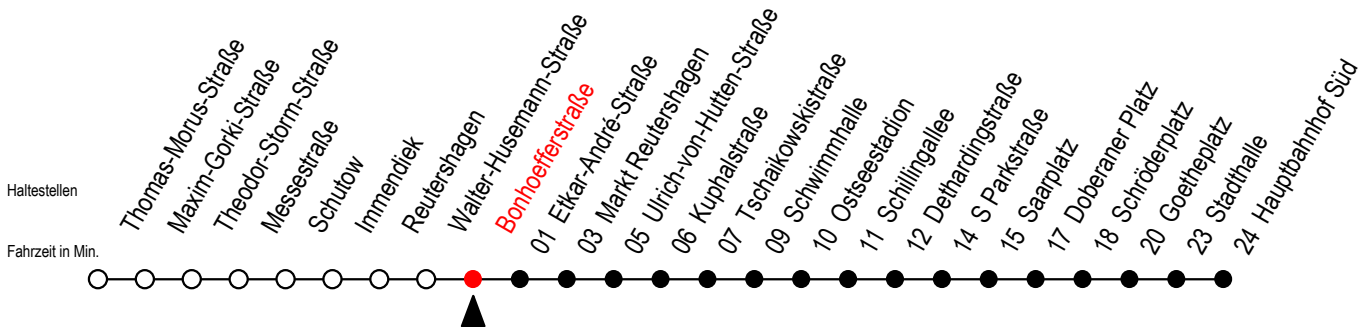 Haltestellen
Thomas-Morus-Straße
Maxim-Gorki-Straße
Theodor-Storm-Straße
Messestraße
Schutow
Immendiek
Reutershagen
Walter-Husemann-Straße
Bonhoefferstraße
Fahrzeit in Min.
01 Etkar-André-Straße
03 Markt Reutershagen
05 Ulrich-von-Hutten-Straße
06 Kuphalstraße
07 Tschaikowskistraße
09 Schwimmhalle
10 Ostseestadion
11 Schillingallee
12 Dethardingstraße
14 S Parkstraße
15 Saarplatz
17 Doberaner Platz
18 Schröderplatz
20 Goetheplatz
23 Stadthalle
24 Hauptbahnhof Süd